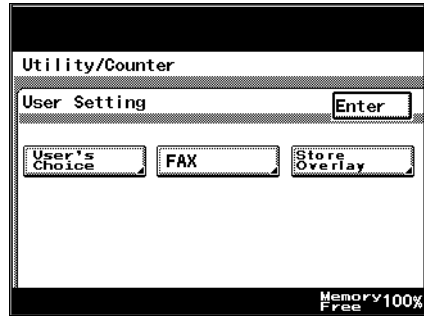 Utility/Counter
User Setting
Enter
User's
Choice
FAX
Store
Overlay
Memory
Free 100%